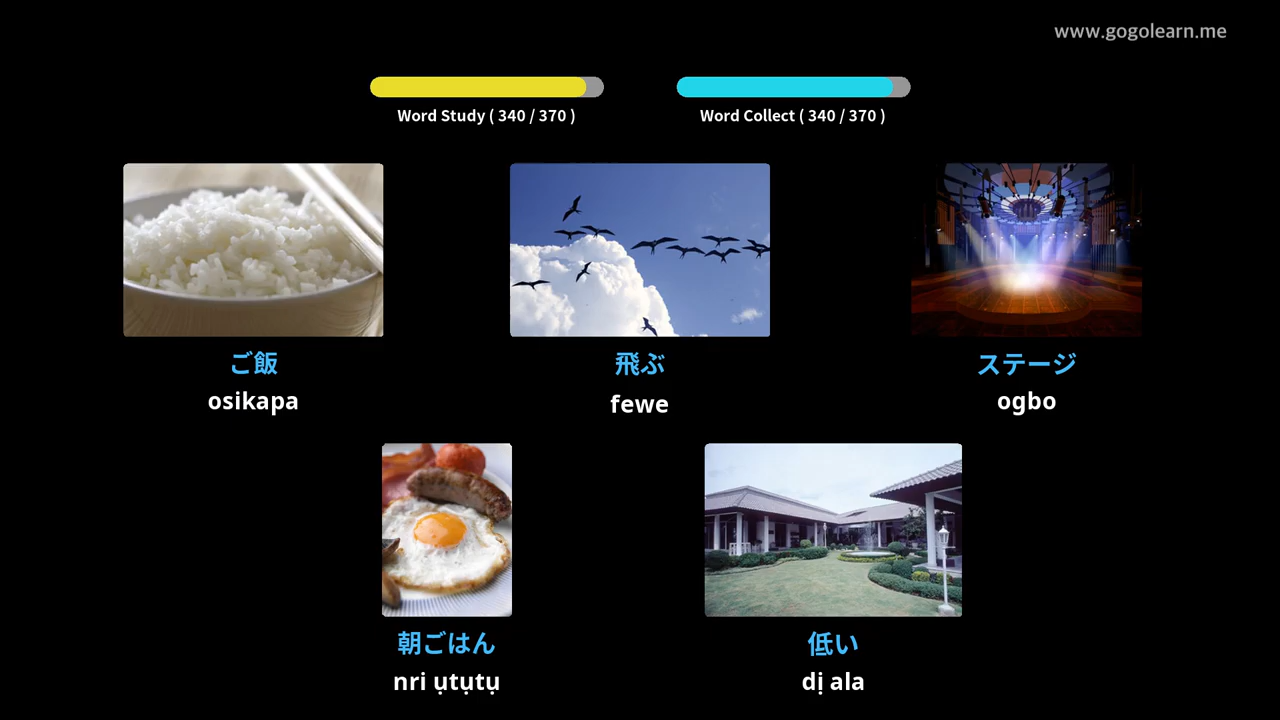 www.gogolearn.me
Word Study ( 340 / 370 )
Word Collect ( 340 / 370 )
ご飯
osikapa
飛ぶ
fewe
ステージ
ogbo
朝ごはん
nri ụtụtụ
低い
dị ala